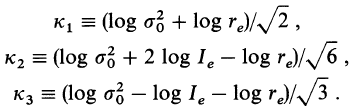 κ₁ ≡ (log σ₀² + log rₑ)/√2 ,
κ₂ ≡ (log σ₀² + 2 log Iₑ − log rₑ)/√6 ,
κ₃ ≡ (log σ₀² − log Iₑ − log rₑ)/√3 .